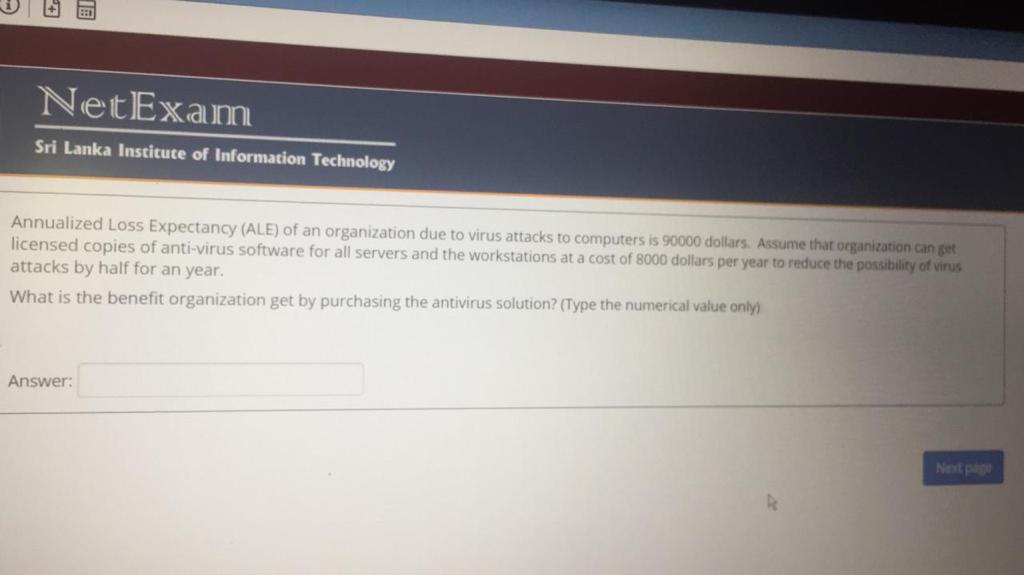 NetExam
Sri Lanka Institute of Information Technology
Annualized Loss Expectancy (ALE) of an organization due to virus attacks to computers is 90000 dollars. Assume that organization can get
licensed copies of anti-virus software for all servers and the workstations at a cost of 8000 dollars per year to reduce the possibility of virus
attacks by half for an year.
What is the benefit organization get by purchasing the antivirus solution? (Type the numerical value only)
Answer:
Next page